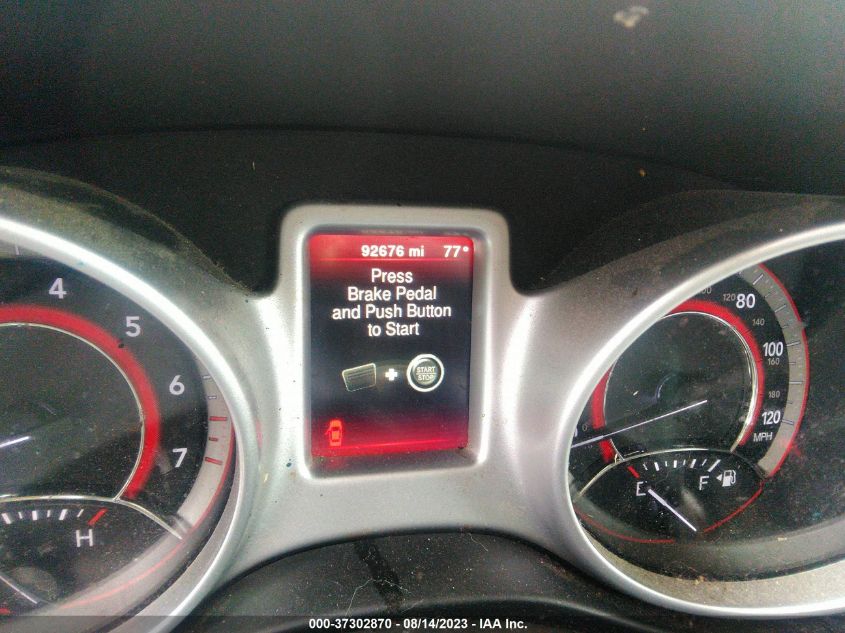 92676 mi 77°
Press
Brake Pedal
and Push Button
to Start
START
STOP
4
5
6
7
H
80
100
120
MPH
120
140
160
180
E
F
000-37302870 - 08/14/2023 - IAA Inc.